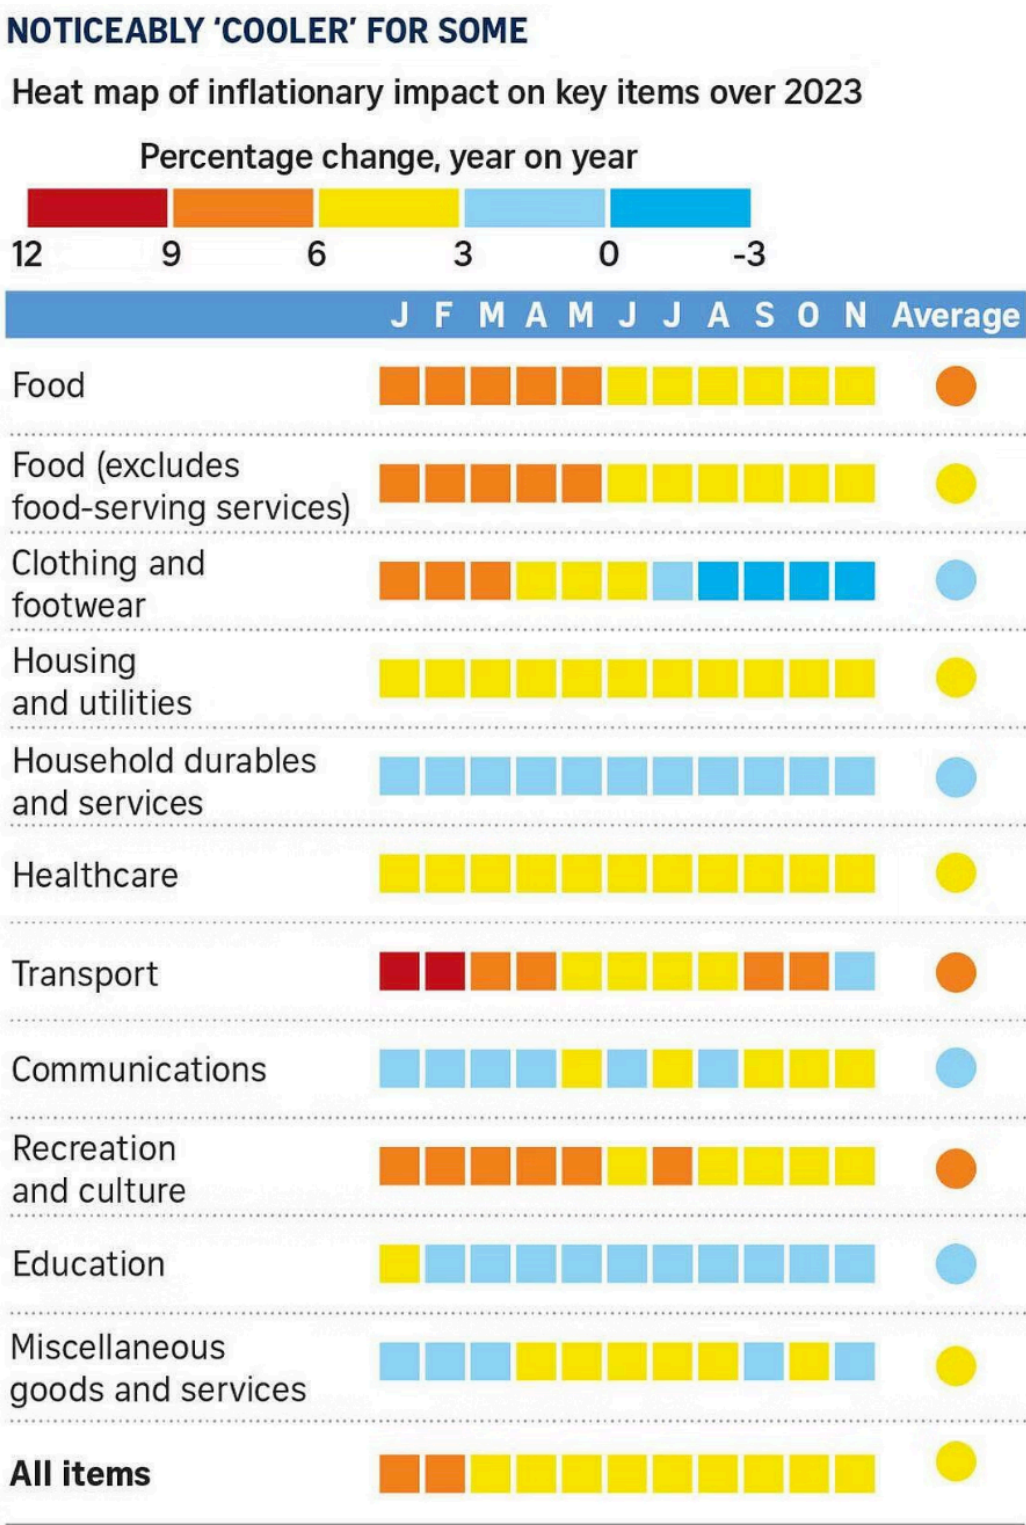 NOTICEABLY ‘COOLER’ FOR SOME
Heat map of inflationary impact on key items over 2023
Percentage change, year on year
12 9 6 3 0 -3
J F M A M J J A S O N Average
Food
Food (excludes
food-serving services)
Clothing and
footwear
Housing
and utilities
Household durables
and services
Healthcare
Transport
Communications
Recreation
and culture
Education
Miscellaneous
goods and services
All items